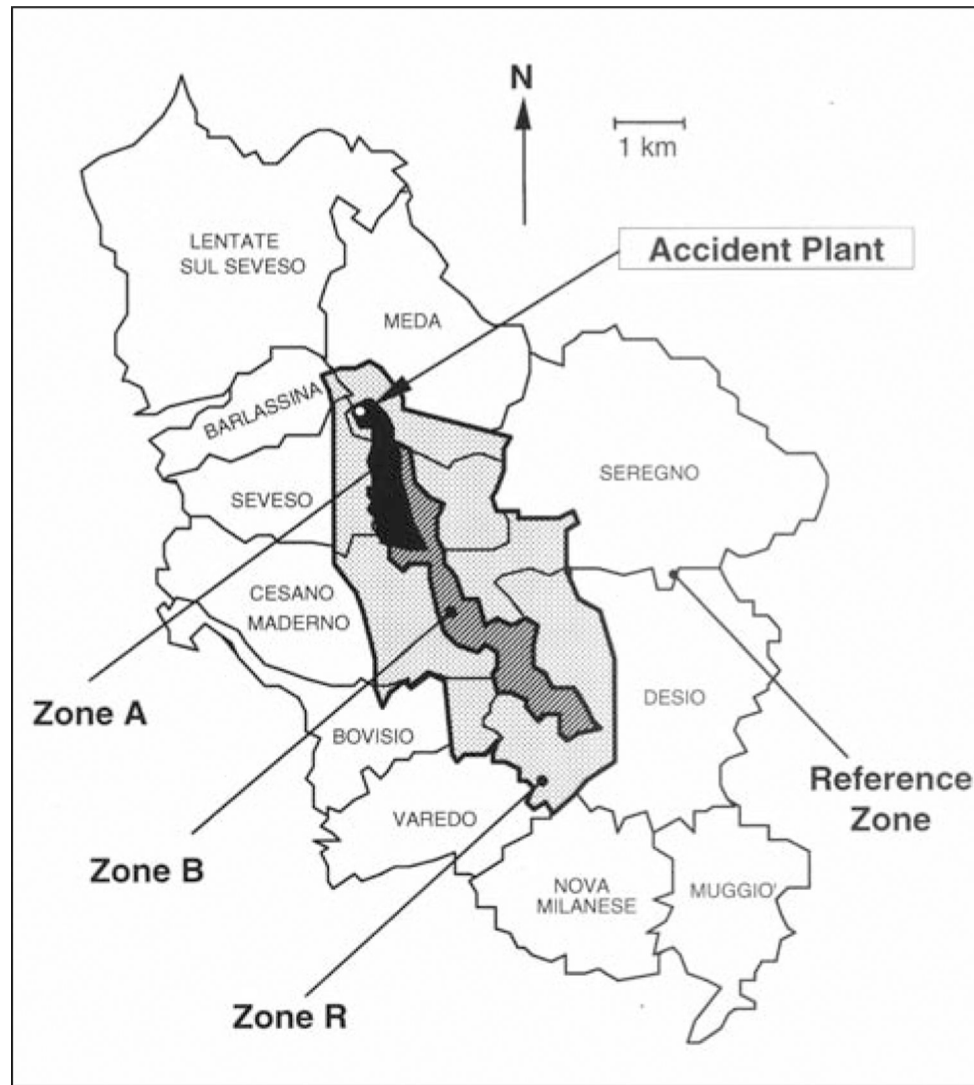 N
1 km
Accident Plant
LENTATE
SUL SEVESO
MEDA
BARLASSINA
SEREGNO
SEVESO
CESANO
MADERNO
Zone A
DESIO
BOVISIO
Reference
Zone
VAREDO
Zone B
NOVA
MILANESE
MUGGIO'
Zone R